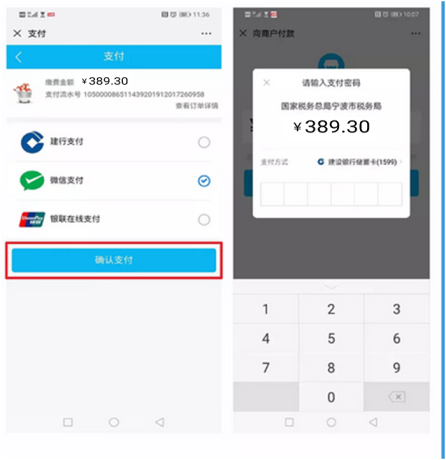 11:36
× 支付 ···
支付
缴费金额 ￥389.30
支付流水号 10500008651143920191201726095​8
查看订单详情
建行支付
微信支付
银联在线支付
确认支付
10:07
× 向商户付款 ···
× 请输入支付密码
国家税务总局宁波市税务局
￥389.30
支付方式 建设银行储蓄卡(1599)
1 2 3
4 5 6
7 8 9
0